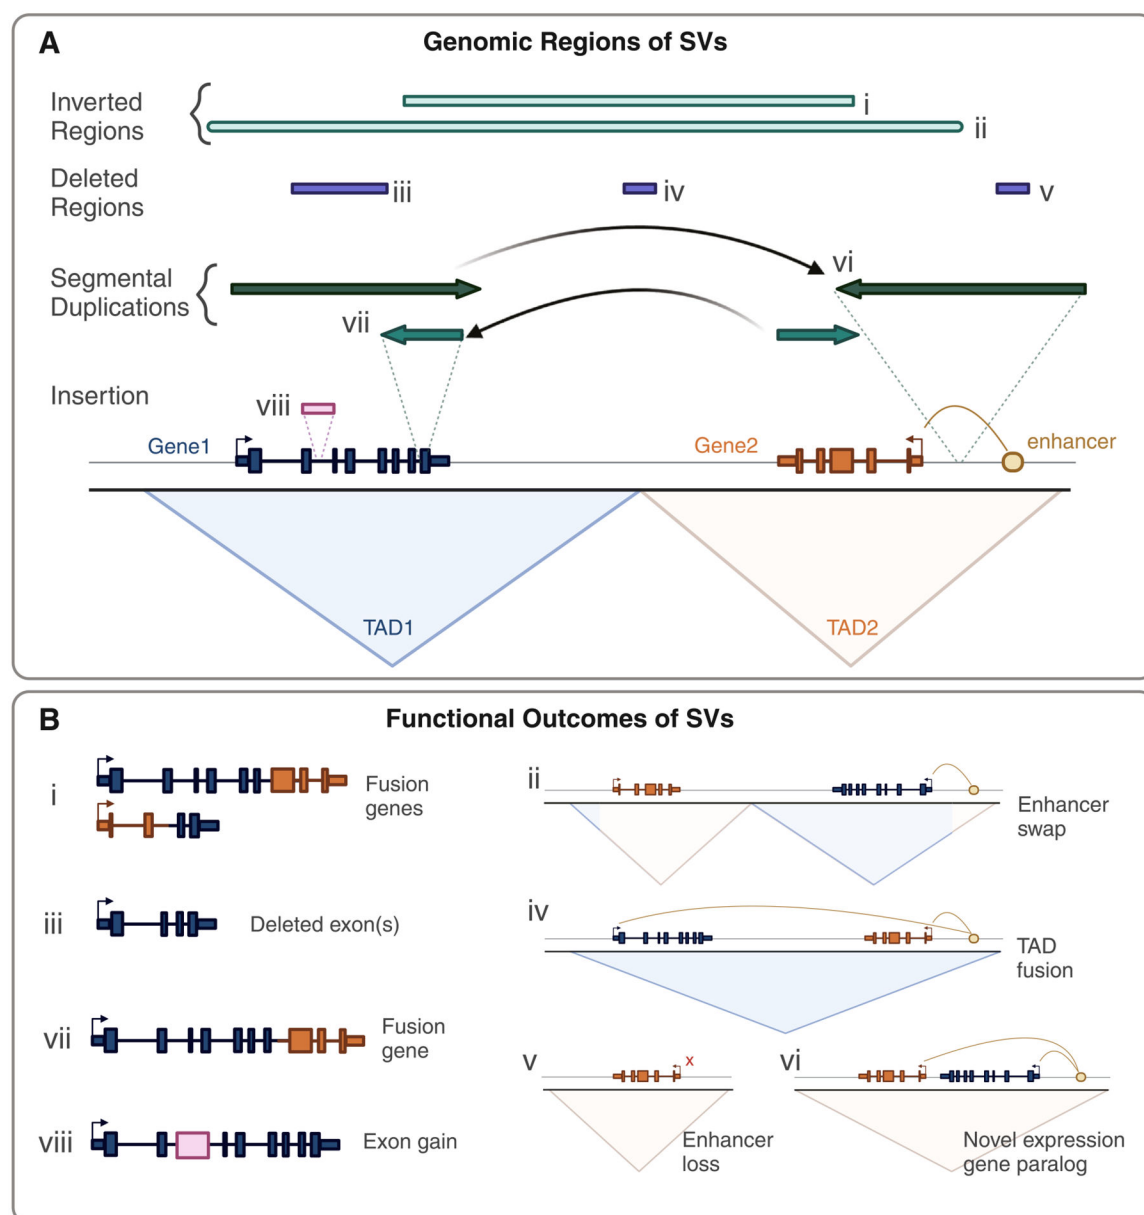 A
Genomic Regions of SVs
Inverted
Regions
i
ii
Deleted
Regions
iii
iv
v
Segmental
Duplications
vi
vii
Insertion
viii
Gene1
Gene2
enhancer
TAD1
TAD2
B
Functional Outcomes of SVs
i
Fusion
genes
ii
Enhancer
swap
iii
Deleted exon(s)
iv
TAD
fusion
vii
Fusion
gene
v
x
Enhancer
loss
vi
Novel expression
gene paralog
viii
Exon gain